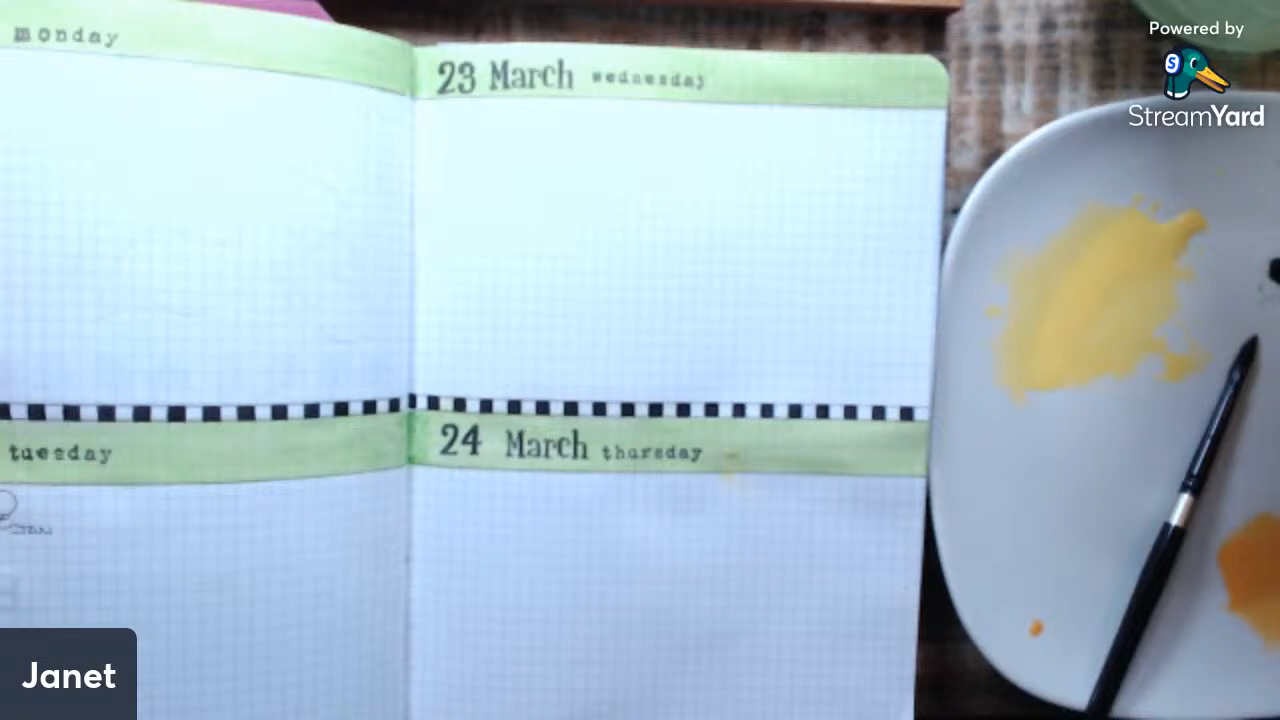 monday
tuesday
23 March wednesday
24 March thursday
Powered by
S
StreamYard
Janet